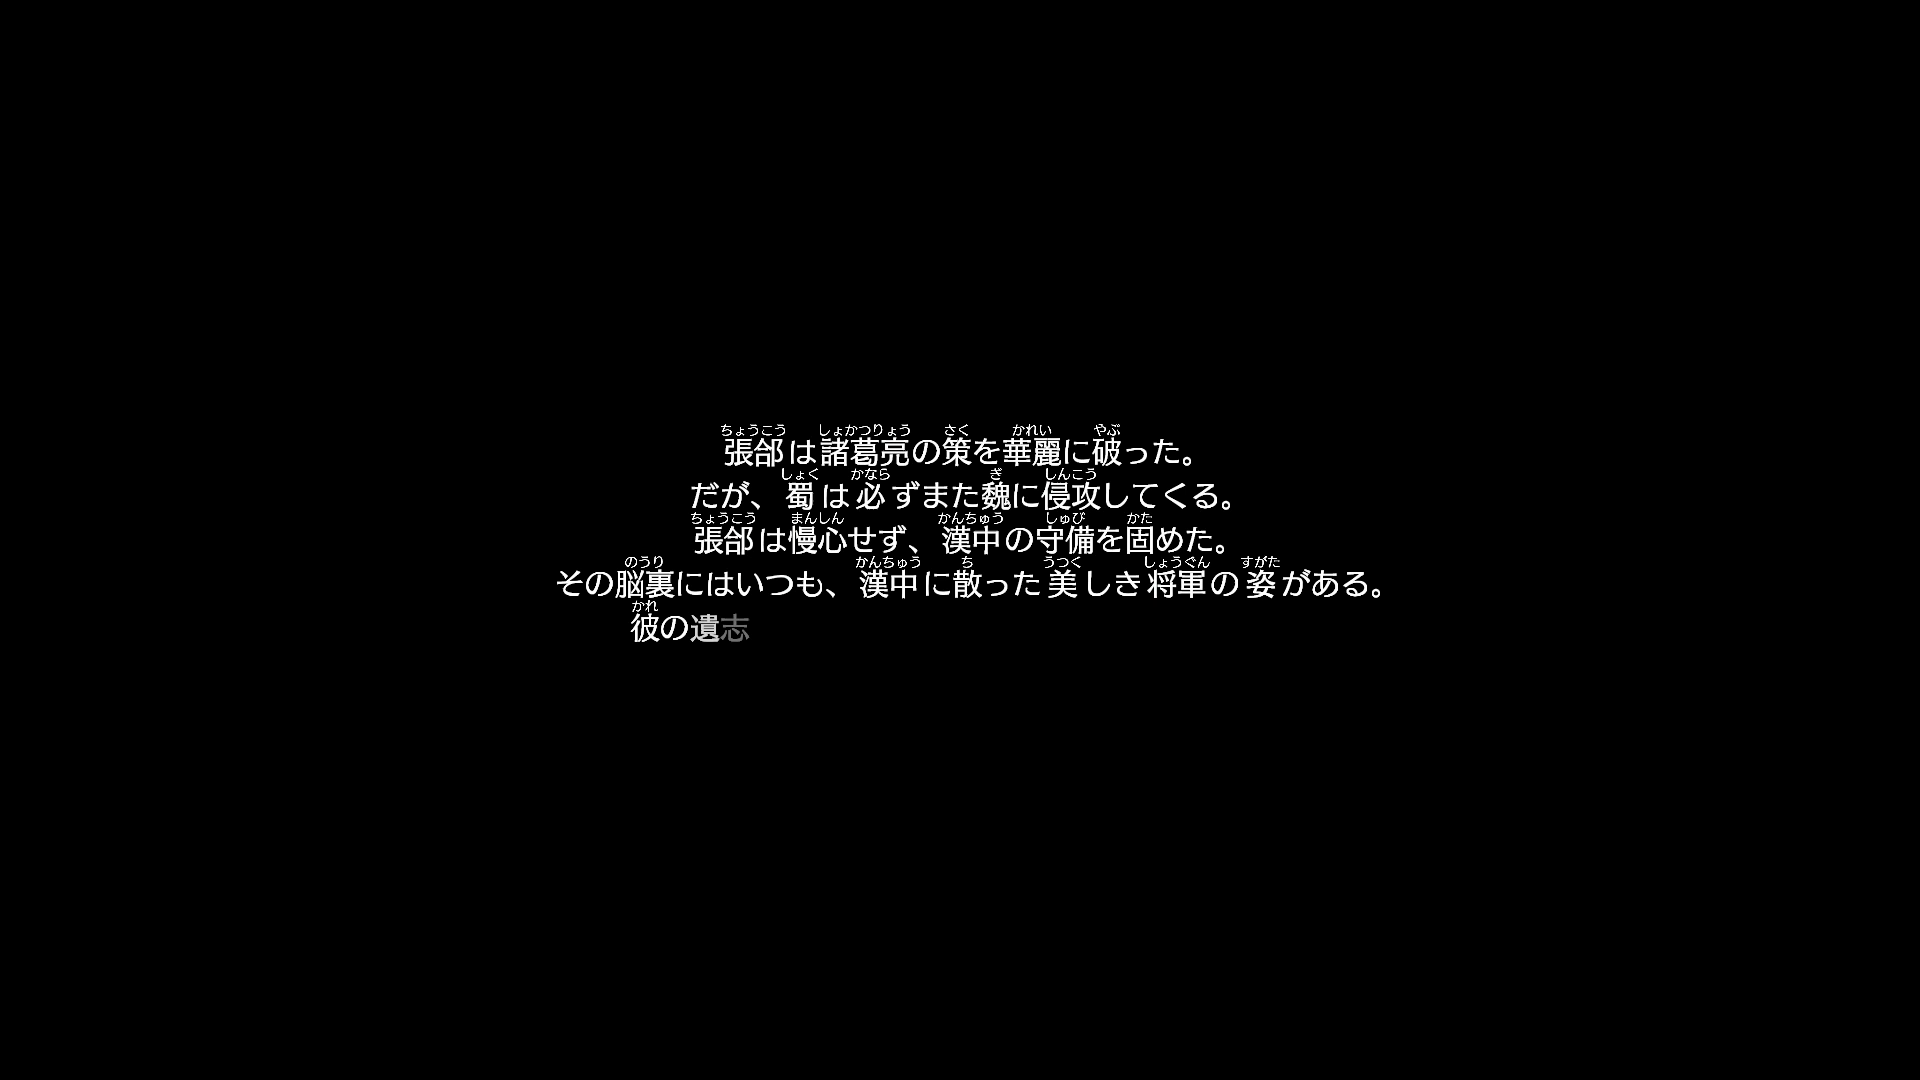 張郃は諸葛亮の策を華麗に破った。
だが、蜀は必ずまた魏に侵攻してくる。
張郃は慢心せず、漢中の守備を固めた。
その脳裏にはいつも、漢中に散った美しき将軍の姿がある。
彼の遺志